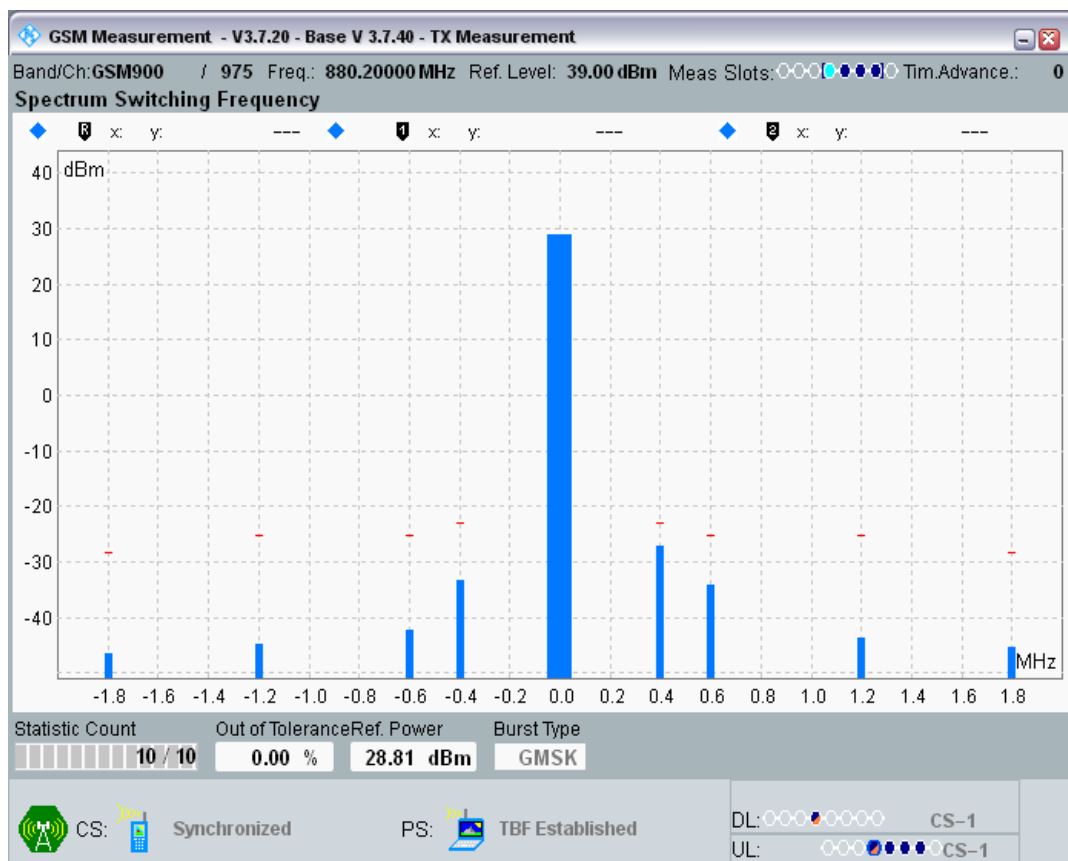 GSM Measurement - V3.7.20 - Base V 3.7.40 - TX Measurement
Band/Ch:GSM900 / 975 Freq.: 880.20000 MHz Ref. Level: 39.00 dBm Meas Slots: Tim.Advance.: 0
Spectrum Switching Frequency
R x: y: --- 1 x: y: --- 2 x: y: ---
dBm
40
30
20
10
0
-10
-20
-30
-40
MHz
-1.8 -1.6 -1.4 -1.2 -1.0 -0.8 -0.6 -0.4 -0.2 0.0 0.2 0.4 0.6 0.8 1.0 1.2 1.4 1.6 1.8
Statistic Count Out of Tolerance Ref. Power Burst Type
10 / 10 0.00 % 28.81 dBm GMSK
CS: Synchronized PS: TBF Established
DL: CS-1
UL: CS-1